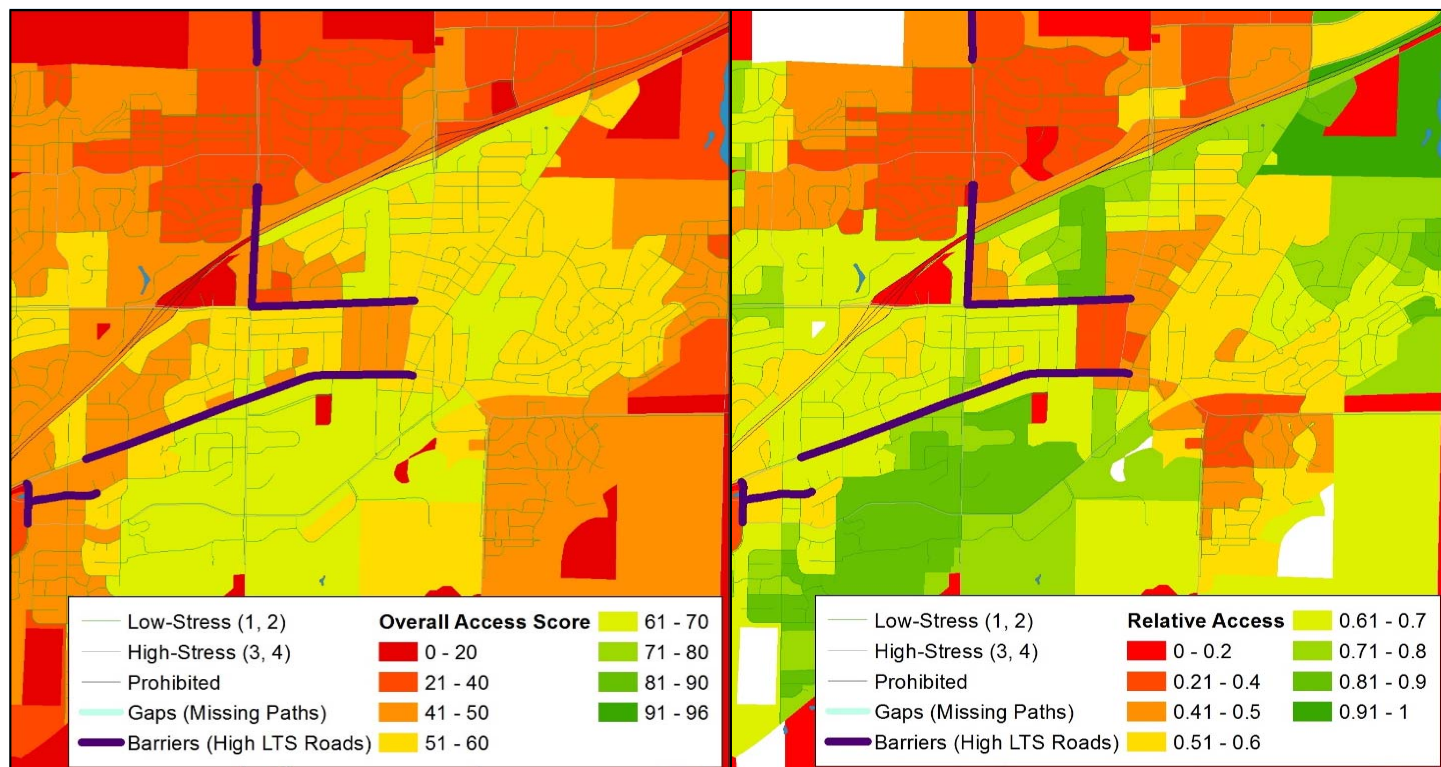 Low-Stress (1, 2)
High-Stress (3, 4)
Prohibited
Gaps (Missing Paths)
Barriers (High LTS Roads)
Overall Access Score
0 - 20
21 - 40
41 - 50
51 - 60
61 - 70
71 - 80
81 - 90
91 - 96
Low-Stress (1, 2)
High-Stress (3, 4)
Prohibited
Gaps (Missing Paths)
Barriers (High LTS Roads)
Relative Access
0 - 0.2
0.21 - 0.4
0.41 - 0.5
0.51 - 0.6
0.61 - 0.7
0.71 - 0.8
0.81 - 0.9
0.91 - 1